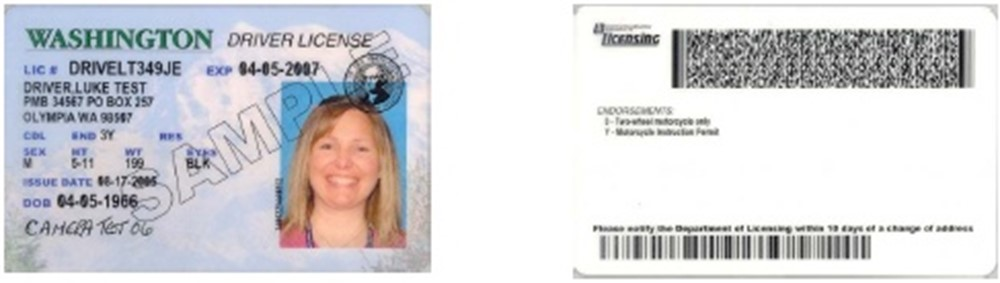 WASHINGTON DRIVER LICENSE
LIC # DRIVELT349JE EXP 04-05-2007
DRIVER,LUKE TEST
PMB 34567 PO BOX 257
OLYMPIA WA 98507
CDL END 3Y RES
SEX HT WT EYES
M 5-11 199 BLK
ISSUE DATE 08-17-2005
DOB 04-05-1966
CAMERA TEST 06
SAMPLE
Licensing
ENDORSEMENTS:
3 - Two-wheel motorcycle only
Y - Motorcycle Instruction Permit
Please notify the Department of Licensing within 10 days of a change of address